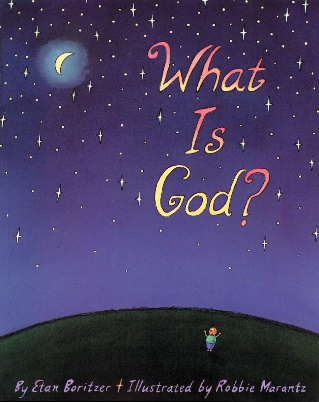 What
Is
God?
By Etan Boritzer + Illustrated by Robbie Marantz